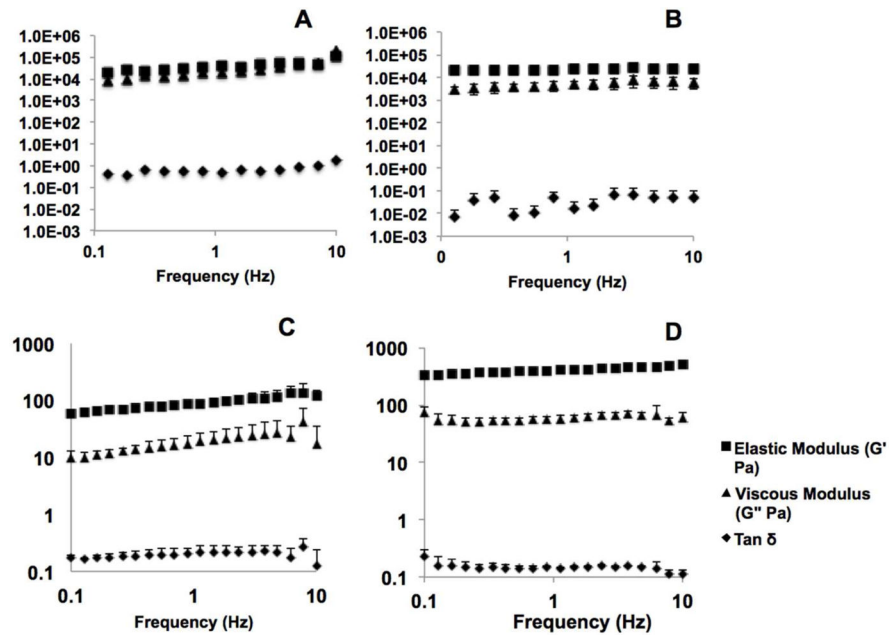 A
1.0E+06
1.0E+05
1.0E+04
1.0E+03
1.0E+02
1.0E+01
1.0E+00
1.0E-01
1.0E-02
1.0E-03
0.1 1 10
Frequency (Hz)
B
1.0E+06
1.0E+05
1.0E+04
1.0E+03
1.0E+02
1.0E+01
1.0E+00
1.0E-01
1.0E-02
1.0E-03
0 1 10
Frequency (Hz)
C
1000
100
10
1
0.1
0.1 1 10
Frequency (Hz)
D
1000
100
10
1
0.1
0.1 1 10
Frequency (Hz)
Elastic Modulus (G'
Pa)
Viscous Modulus
(G" Pa)
Tan δ